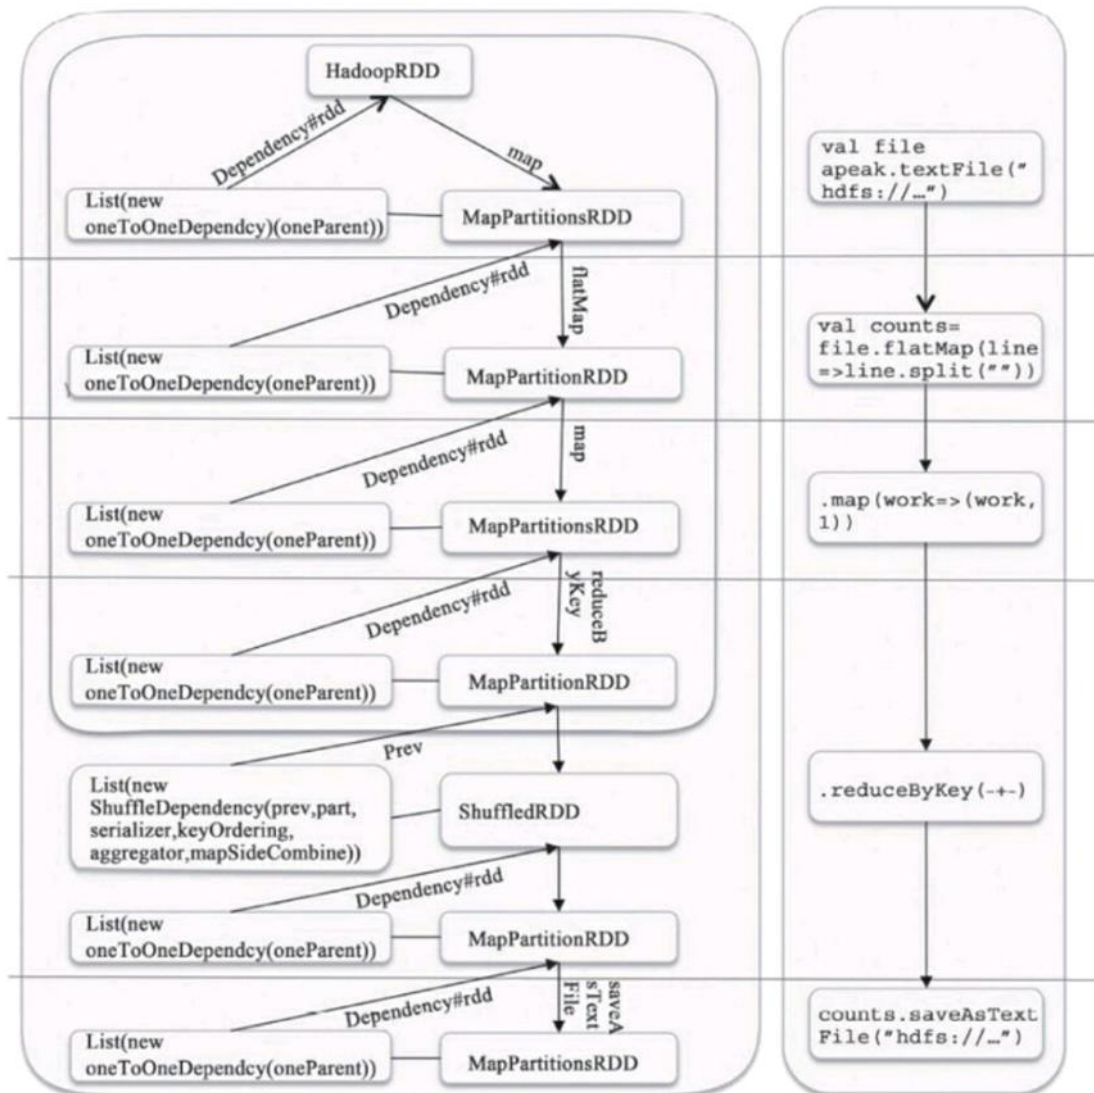 HadoopRDD
Dependency#rdd
map
List(new
oneToOneDependcy)(oneParent))
MapPartitionsRDD
Dependency#rdd
flatMap
List(new
oneToOneDependcy(oneParent))
MapPartitionRDD
Dependency#rdd
map
List(new
oneToOneDependcy(oneParent))
MapPartitionsRDD
Dependency#rdd
reduceB
yKey
List(new
oneToOneDependcy(oneParent))
MapPartitionRDD
Prev
List(new
ShuffleDependency(prev,part,
serializer,keyOrdering,
aggregator,mapSideCombine))
ShuffledRDD
Dependency#rdd
List(new
oneToOneDependcy(oneParent))
MapPartitionRDD
Dependency#rdd
saveA
sText
File
List(new
oneToOneDependcy(oneParent))
MapPartitionsRDD
val file
apeak.textFile("
hdfs://…")
val counts=
file.flatMap(line
=>line.split(""))
.map(work=>(work,
1))
.reduceByKey(-+-)
counts.saveAsText
File("hdfs://…")